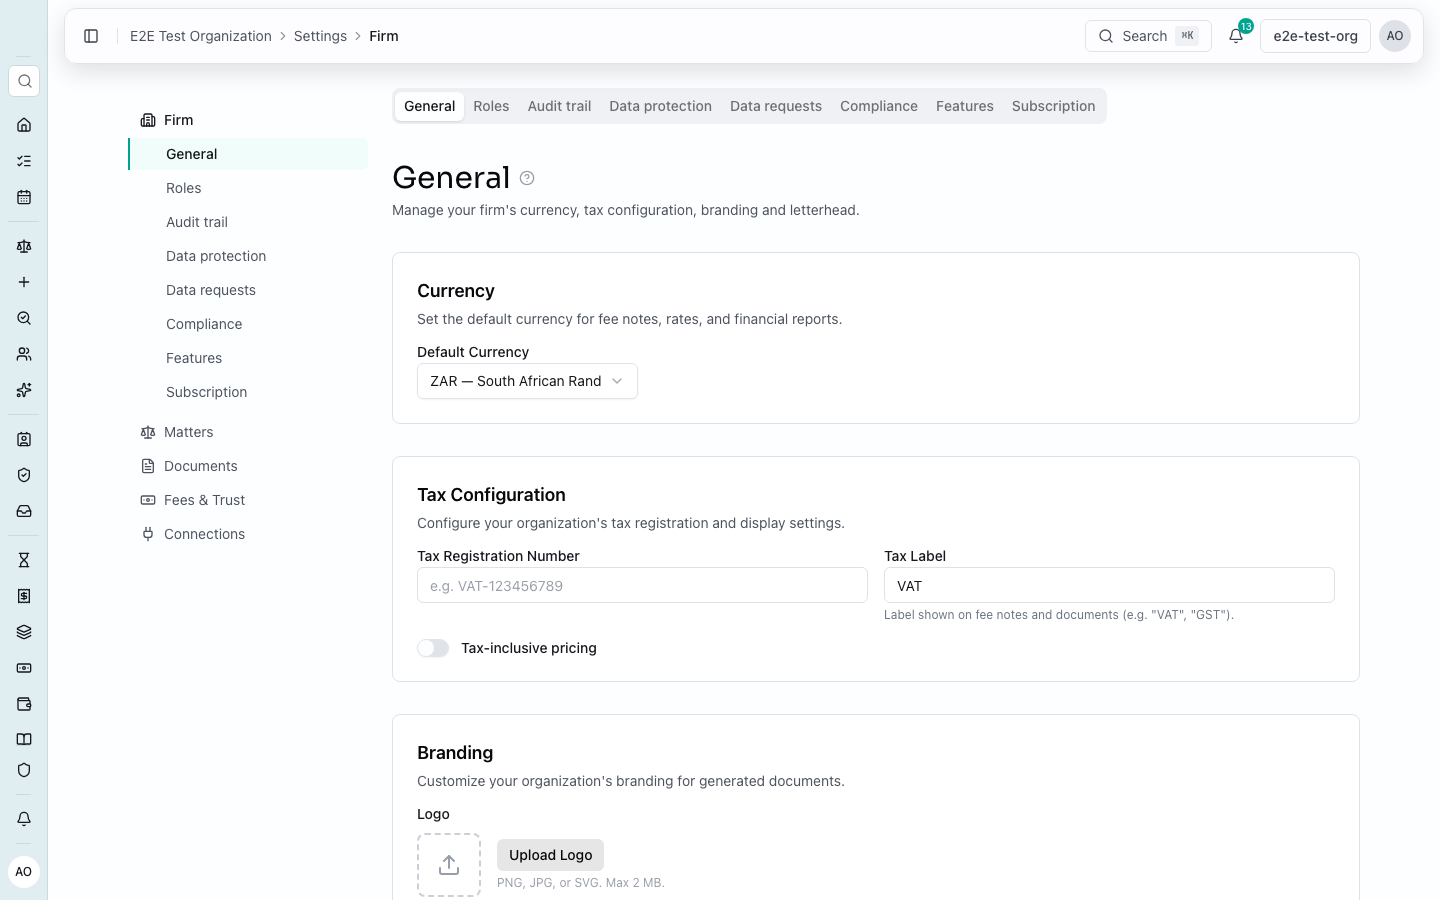 E2E Test Organization > Settings > Firm
Search ⌘K
13
e2e-test-org
AO
Firm
General
Roles
Audit trail
Data protection
Data requests
Compliance
Features
Subscription
Matters
Documents
Fees & Trust
Connections
AO
General Roles Audit trail Data protection Data requests Compliance Features Subscription
General
Manage your firm's currency, tax configuration, branding and letterhead.
Currency
Set the default currency for fee notes, rates, and financial reports.
Default Currency
ZAR — South African Rand
Tax Configuration
Configure your organization's tax registration and display settings.
Tax Registration Number
e.g. VAT-123456789
Tax Label
VAT
Label shown on fee notes and documents (e.g. "VAT", "GST").
Tax-inclusive pricing
Branding
Customize your organization's branding for generated documents.
Logo
Upload Logo
PNG, JPG, or SVG. Max 2 MB.